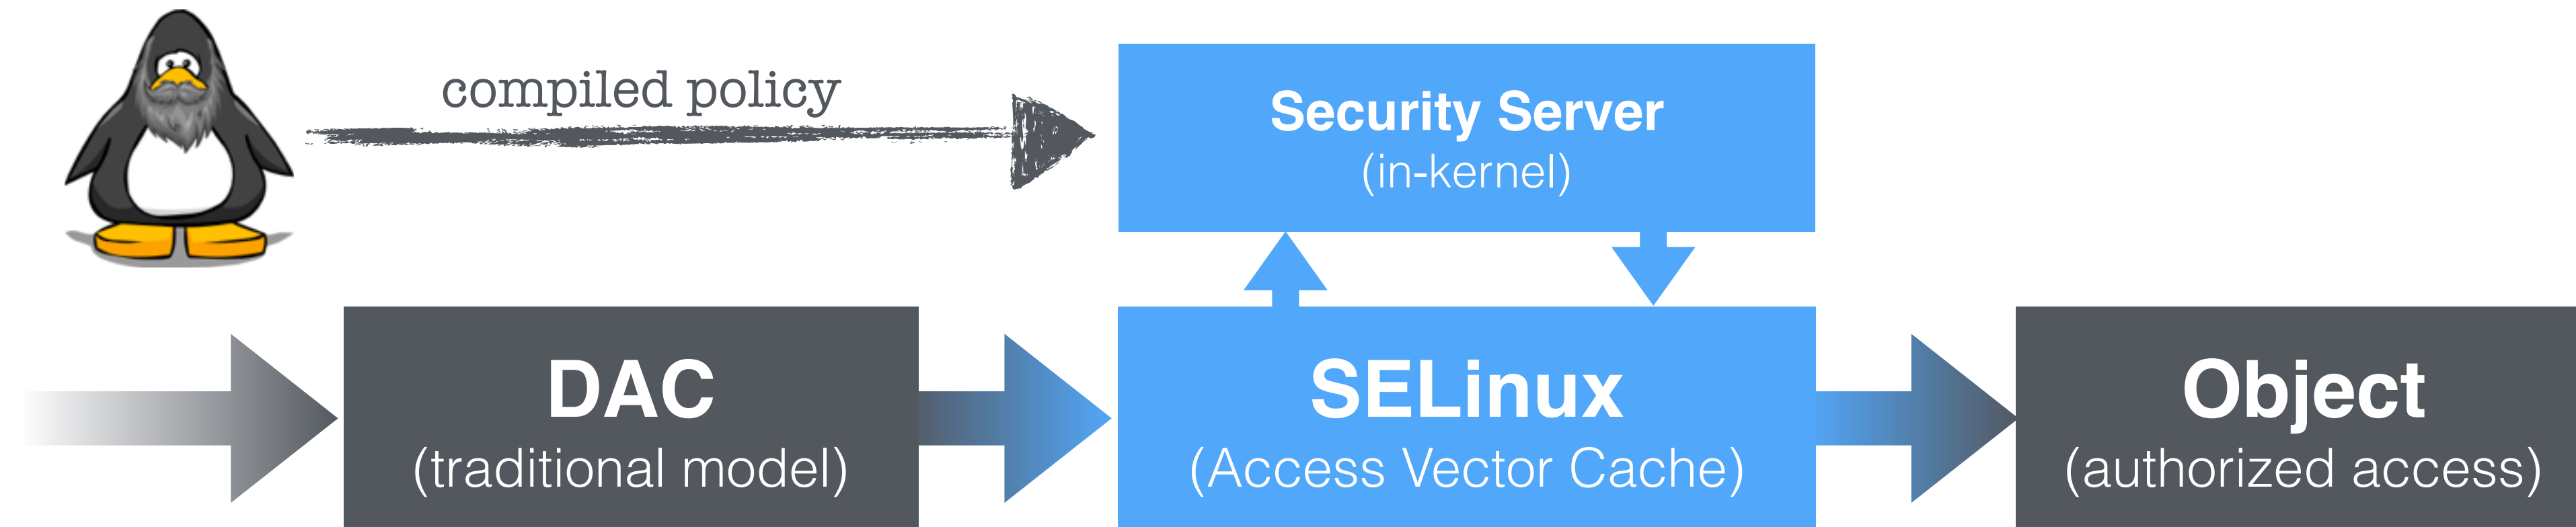 compiled policy
Security Server
(in-kernel)
DAC
(traditional model)
SELinux
(Access Vector Cache)
Object
(authorized access)